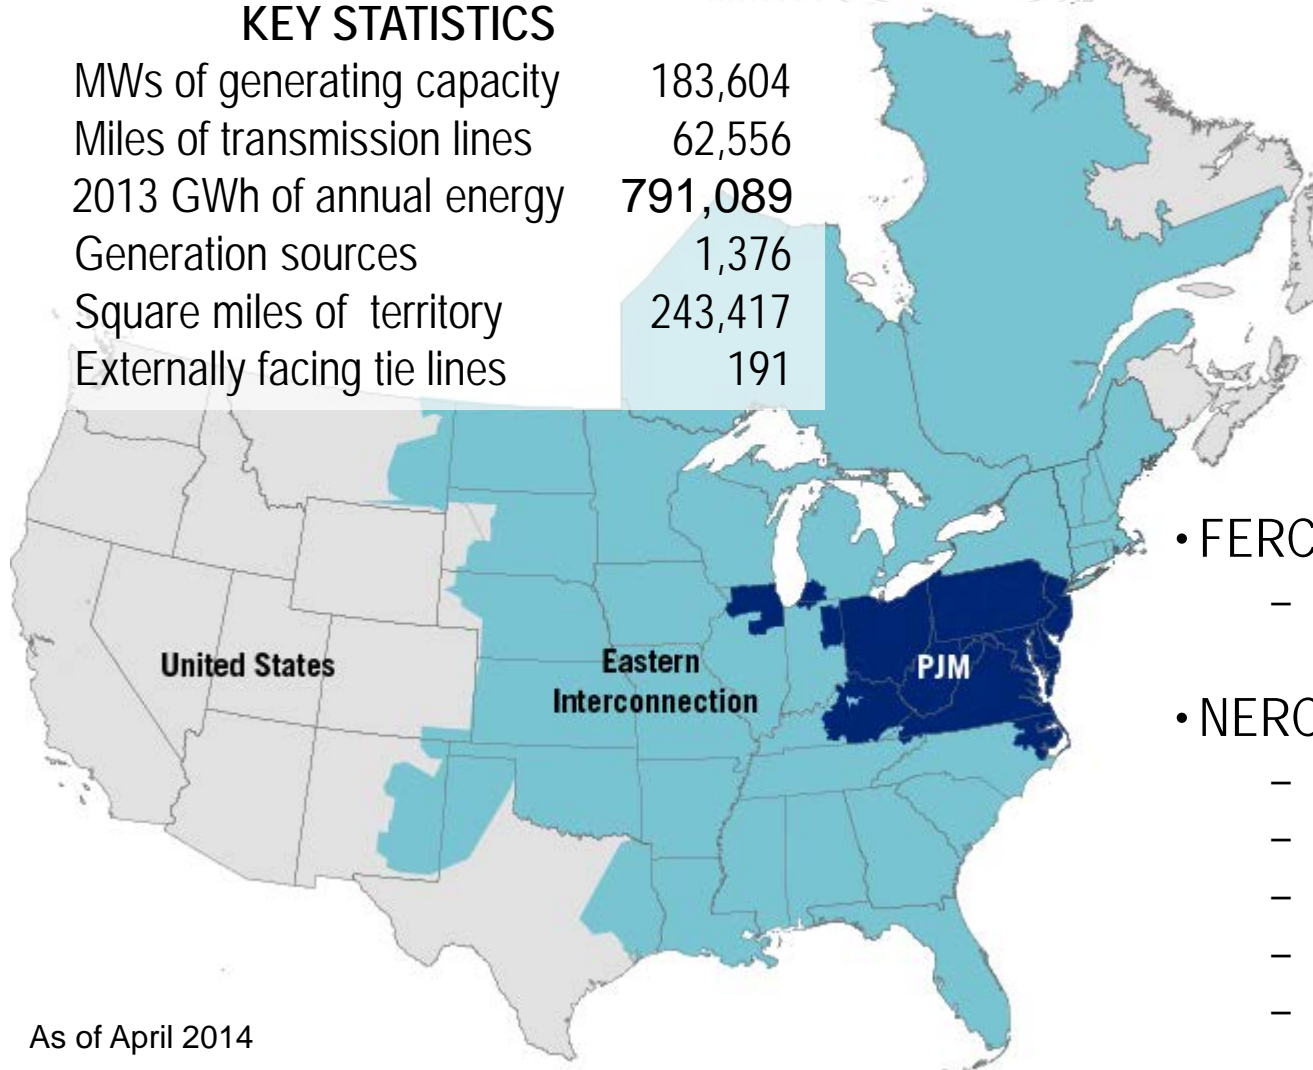 KEY STATISTICS
MWs of generating capacity 183,604
Miles of transmission lines 62,556
2013 GWh of annual energy 791,089
Generation sources 1,376
Square miles of territory 243,417
Externally facing tie lines 191
• FERC
–
• NERC
–
–
–
–
–
United States
Eastern
Interconnection
PJM
As of April 2014